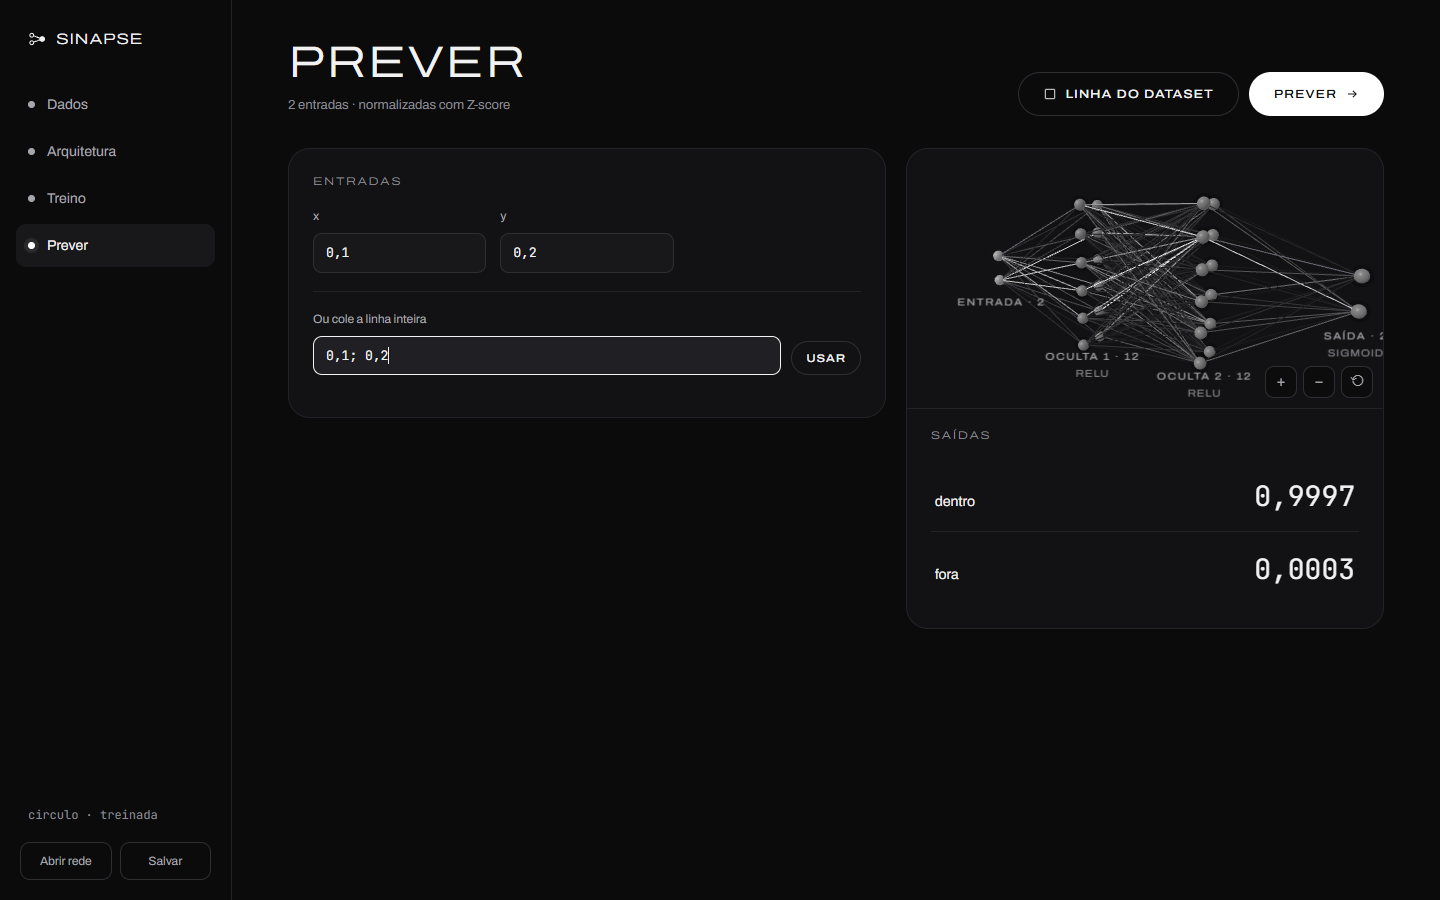 SINAPSE
Dados
Arquitetura
Treino
Prever
circulo · treinada
Abrir rede
Salvar
PREVER
2 entradas · normalizadas com Z-score
LINHA DO DATASET
PREVER →
ENTRADAS
x
y
0,1
0,2
Ou cole a linha inteira
0,1; 0,2
USAR
ENTRADA · 2
OCULTA 1 · 12
RELU
OCULTA 2 · 12
RELU
SAÍDA · 2
SIGMOID
+
−
SAÍDAS
dentro
0,9997
fora
0,0003